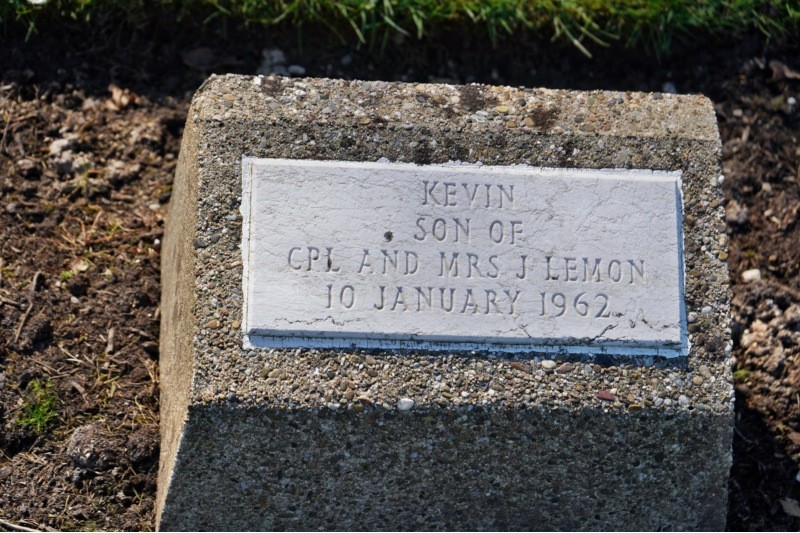 KEVIN
SON OF
CPL AND MRS J LEMON
10 JANUARY 1962